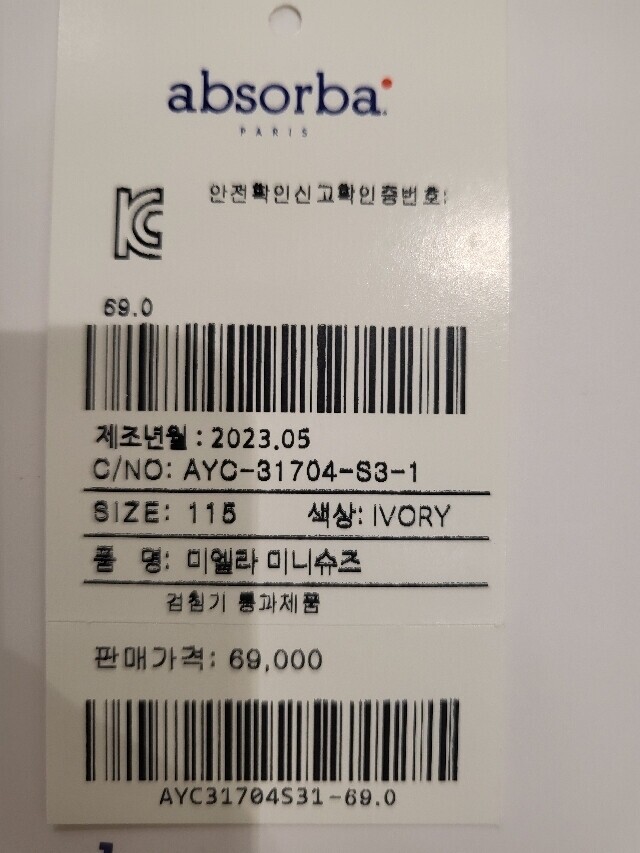 absorba
PARIS
안전확인신고확인증번호:
69.0
제조년월 : 2023.05
C/NO: AYC-31704-S3-1
SIZE: 115 색상: IVORY
품 명: 미엘라 미니슈즈
검침기 통과제품
판매가격: 69,000
AYC31704S31-69.0